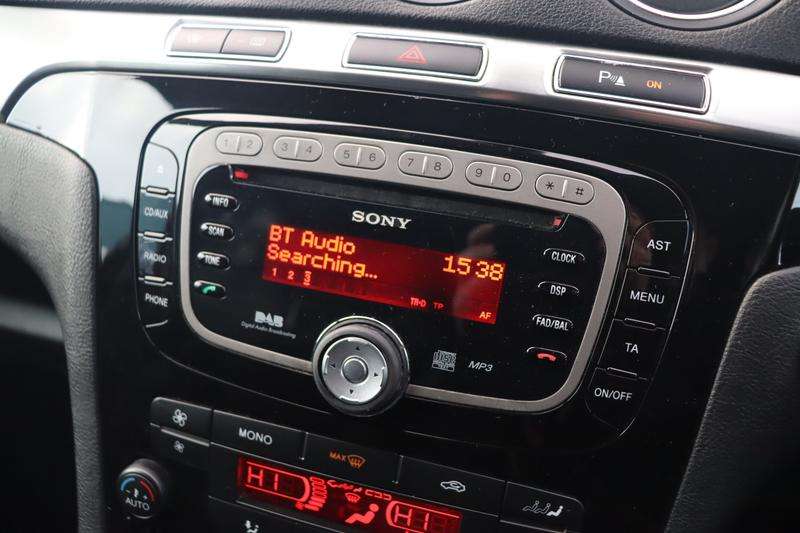 P ON
1 2 3 4 5 6 7 8 9 0 * #
SONY
CD/AUX
RADIO
PHONE
INFO
SCAN
TUNE
BT Audio
Searching... 15 38
1 2 3
TR-D TP AF
DAB
Digital Audio Broadcasting
MP3
CLOCK
DSP
FAD/BAL
AST
MENU
TA
ON/OFF
MONO
MAX
AUTO
HI
HI